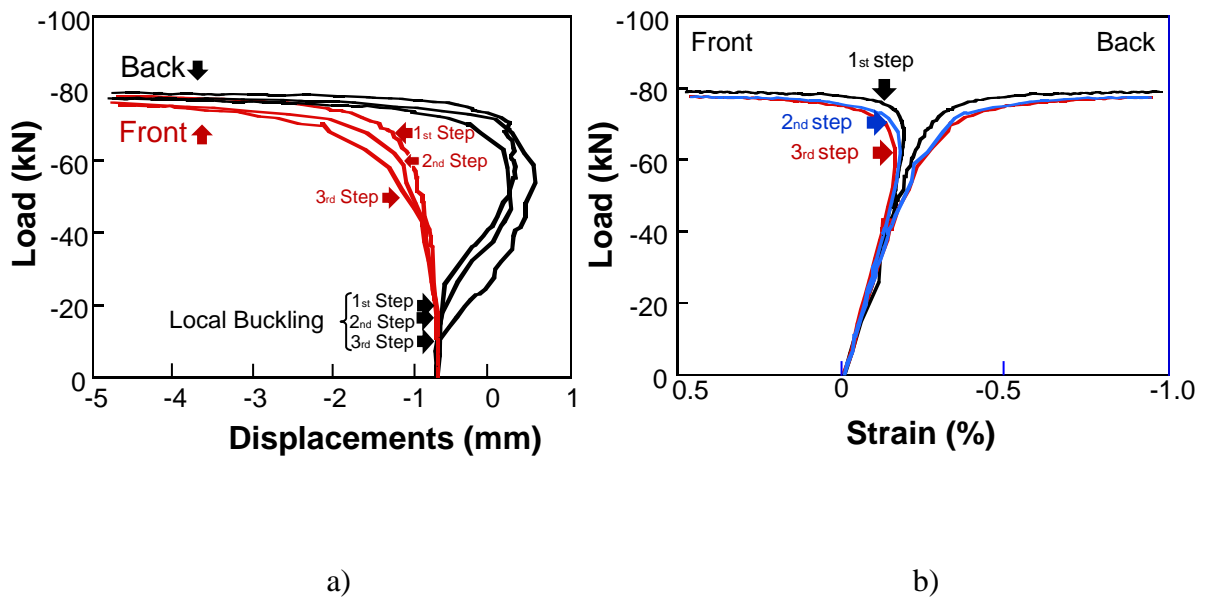 -100
-80
-60
-40
-20
0
Load (kN)
Back
Front
1st Step
2nd Step
3rd Step
Local Buckling
1st Step
2nd Step
3rd Step
-5 -4 -3 -2 -1 0 1
Displacements (mm)
a)
-100
-80
-60
-40
-20
0
Load (kN)
Front Back
1st step
2nd step
3rd step
0.5 0 -0.5 -1.0
Strain (%)
b)